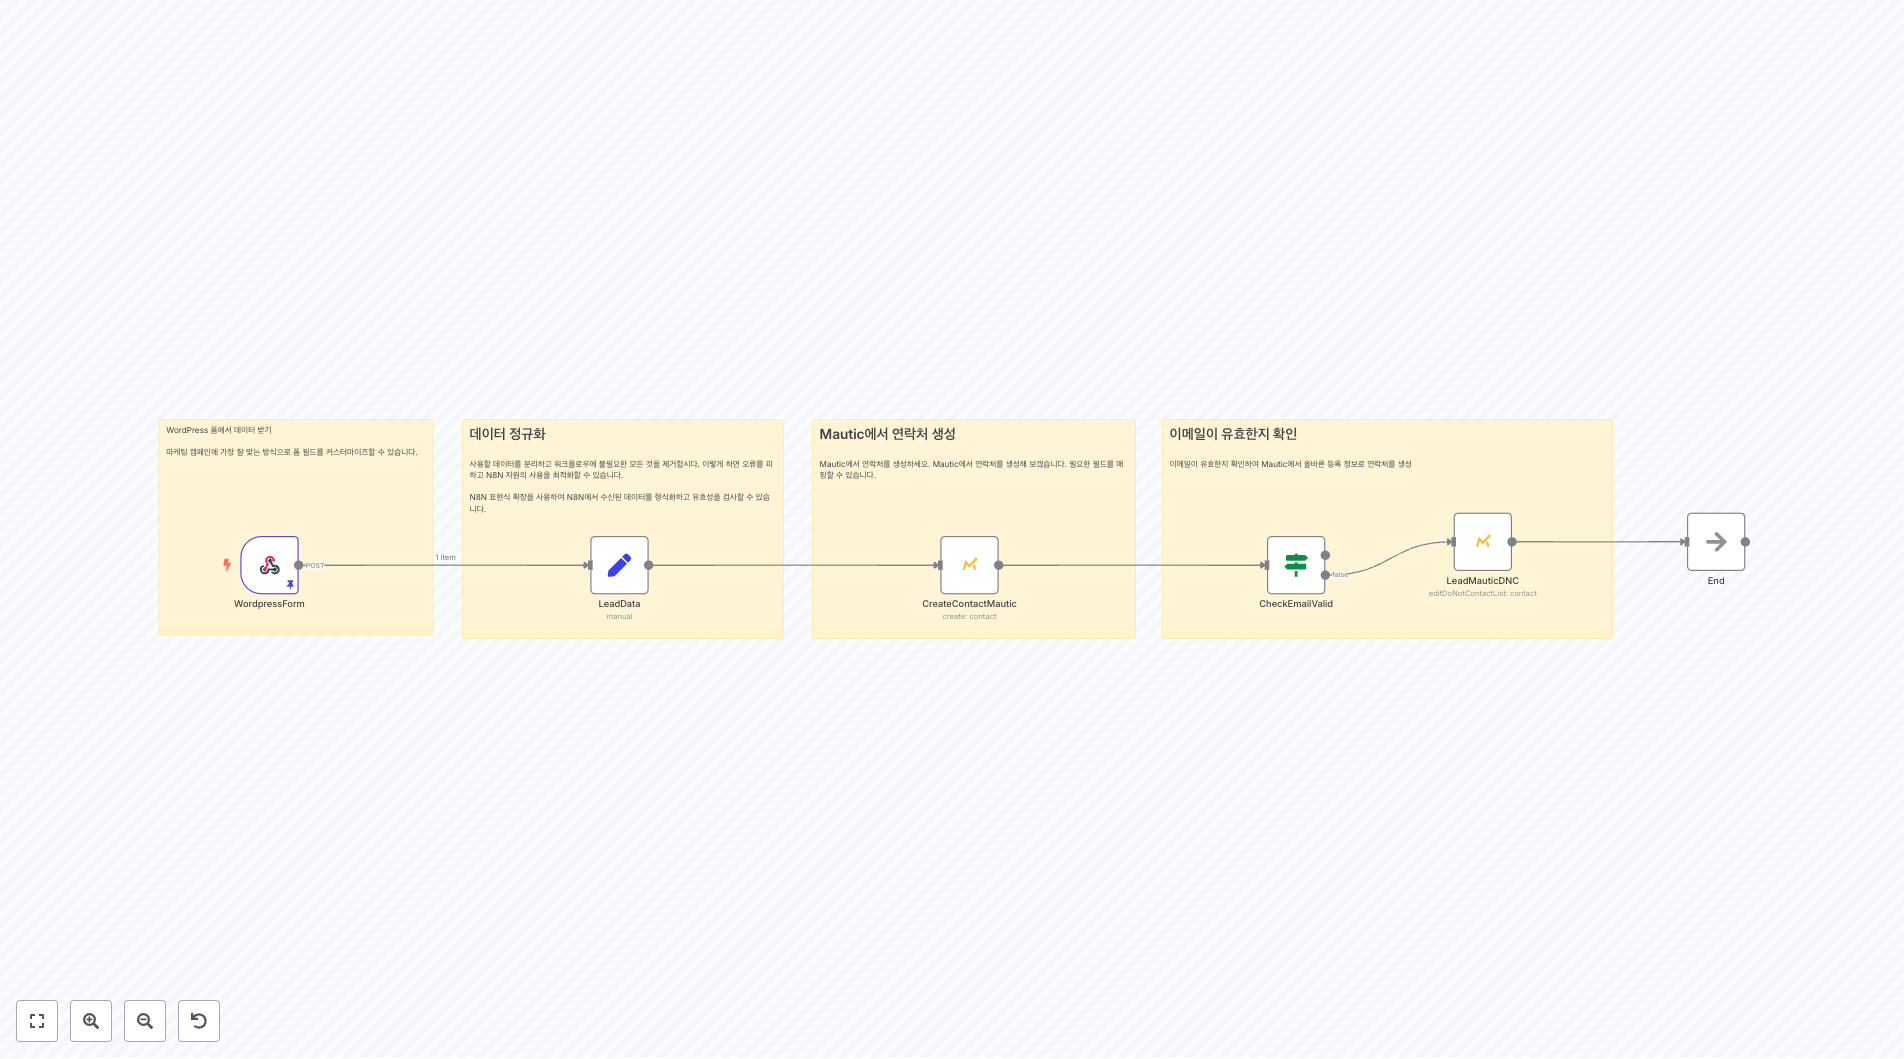 WordPress 폼에서 데이터 받기
마케팅 캠페인에 가장 잘 맞는 방식으로 폼 필드를 커스터마이즈할 수 있습니다.
POST
1 item
WordpressForm
데이터 정규화
사용할 데이터를 분리하고 워크플로우에 불필요한 모든 것을 제거합시다. 이렇게 하면 오류를 피
하고 N8N 자원의 사용을 최적화할 수 있습니다.
N8N 표현식 확장을 사용하여 N8N에서 수신된 데이터를 형식화하고 유효성을 검사할 수 있습
니다.
LeadData
manual
Mautic에서 연락처 생성
Mautic에서 연락처를 생성하세요. Mautic에서 연락처를 생성해 보겠습니다. 필요한 필드를 매
핑할 수 있습니다.
CreateContactMautic
create: contact
이메일이 유효한지 확인
이메일이 유효한지 확인하여 Mautic에서 올바른 등록 정보로 연락처를 생성
CheckEmailValid
false
LeadMauticDNC
editDoNotContactList: contact
End